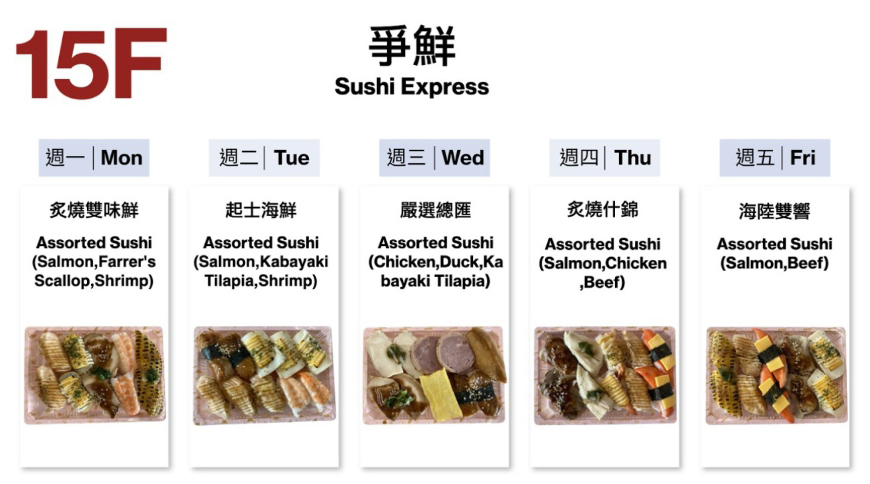 15F
爭鮮
Sushi Express
週一 | Mon
炙燒雙味鮮
Assorted Sushi
(Salmon,Farrer's
Scallop,Shrimp)
週二 | Tue
起士海鮮
Assorted Sushi
(Salmon,Kabayaki
Tilapia,Shrimp)
週三 | Wed
嚴選總匯
Assorted Sushi
(Chicken,Duck,Ka
bayaki Tilapia)
週四 | Thu
炙燒什錦
Assorted Sushi
(Salmon,Chicken
,Beef)
週五 | Fri
海陸雙響
Assorted Sushi
(Salmon,Beef)